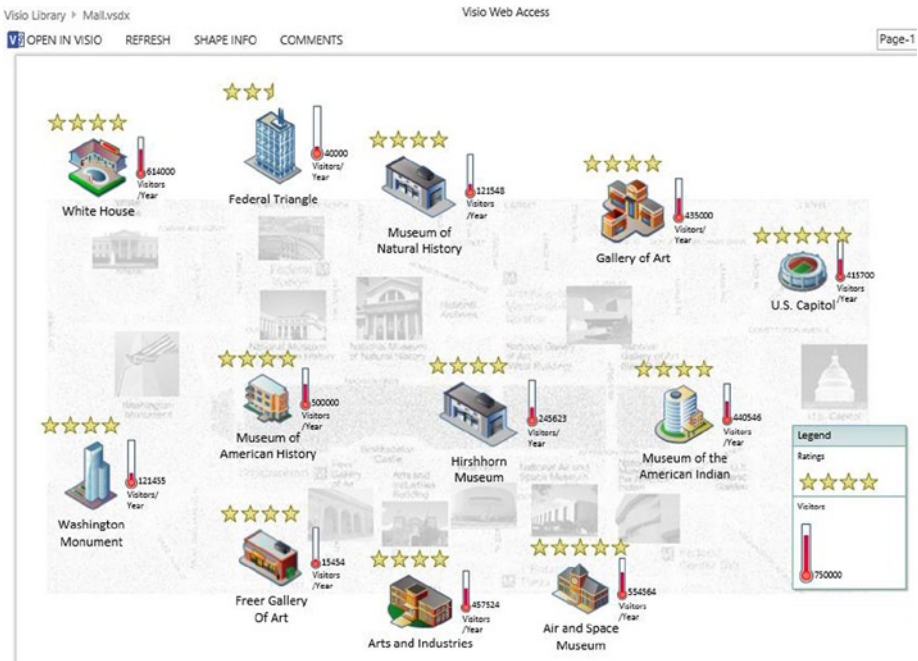 Visio Library ▸ Mall.vsdx
Visio Web Access
OPEN IN VISIO
REFRESH
SHAPE INFO
COMMENTS
Page-1
614000
Visitors
/Year
White House
40000
Visitors/
Year
Federal Triangle
121548
Visitors
/Year
Museum of
Natural History
435000
Visitors/
Year
Gallery of Art
415700
Visitors
/Year
U.S. Capitol
500000
Visitors
/Year
Museum of
American History
245623
Visitors/
Year
Hirshhorn
Museum
440546
Visitors
/Year
Museum of the
American Indian
121455
Visitors/
Year
Washington
Monument
15454
Visitors
/Year
Freer Gallery
Of Art
457524
Visitors
/Year
Arts and Industries
554564
Visitors
/Year
Air and Space
Museum
Legend
Ratings
Visitors
750000